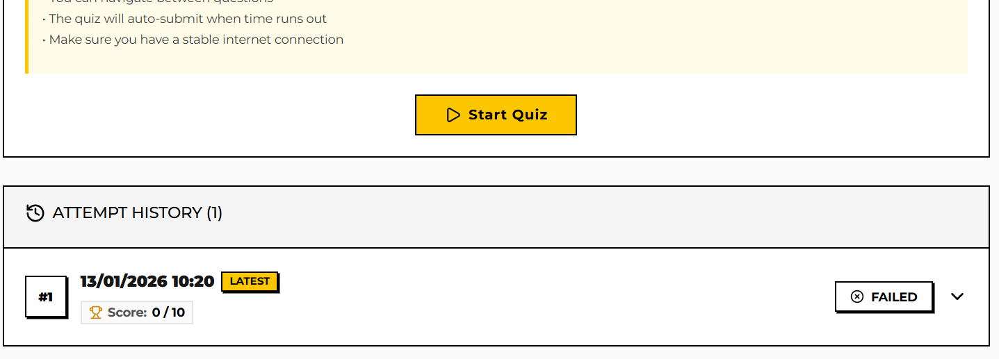 • You can navigate between questions
• The quiz will auto-submit when time runs out
• Make sure you have a stable internet connection
Start Quiz
ATTEMPT HISTORY (1)
#1
13/01/2026 10:20 LATEST
Score: 0 / 10
FAILED